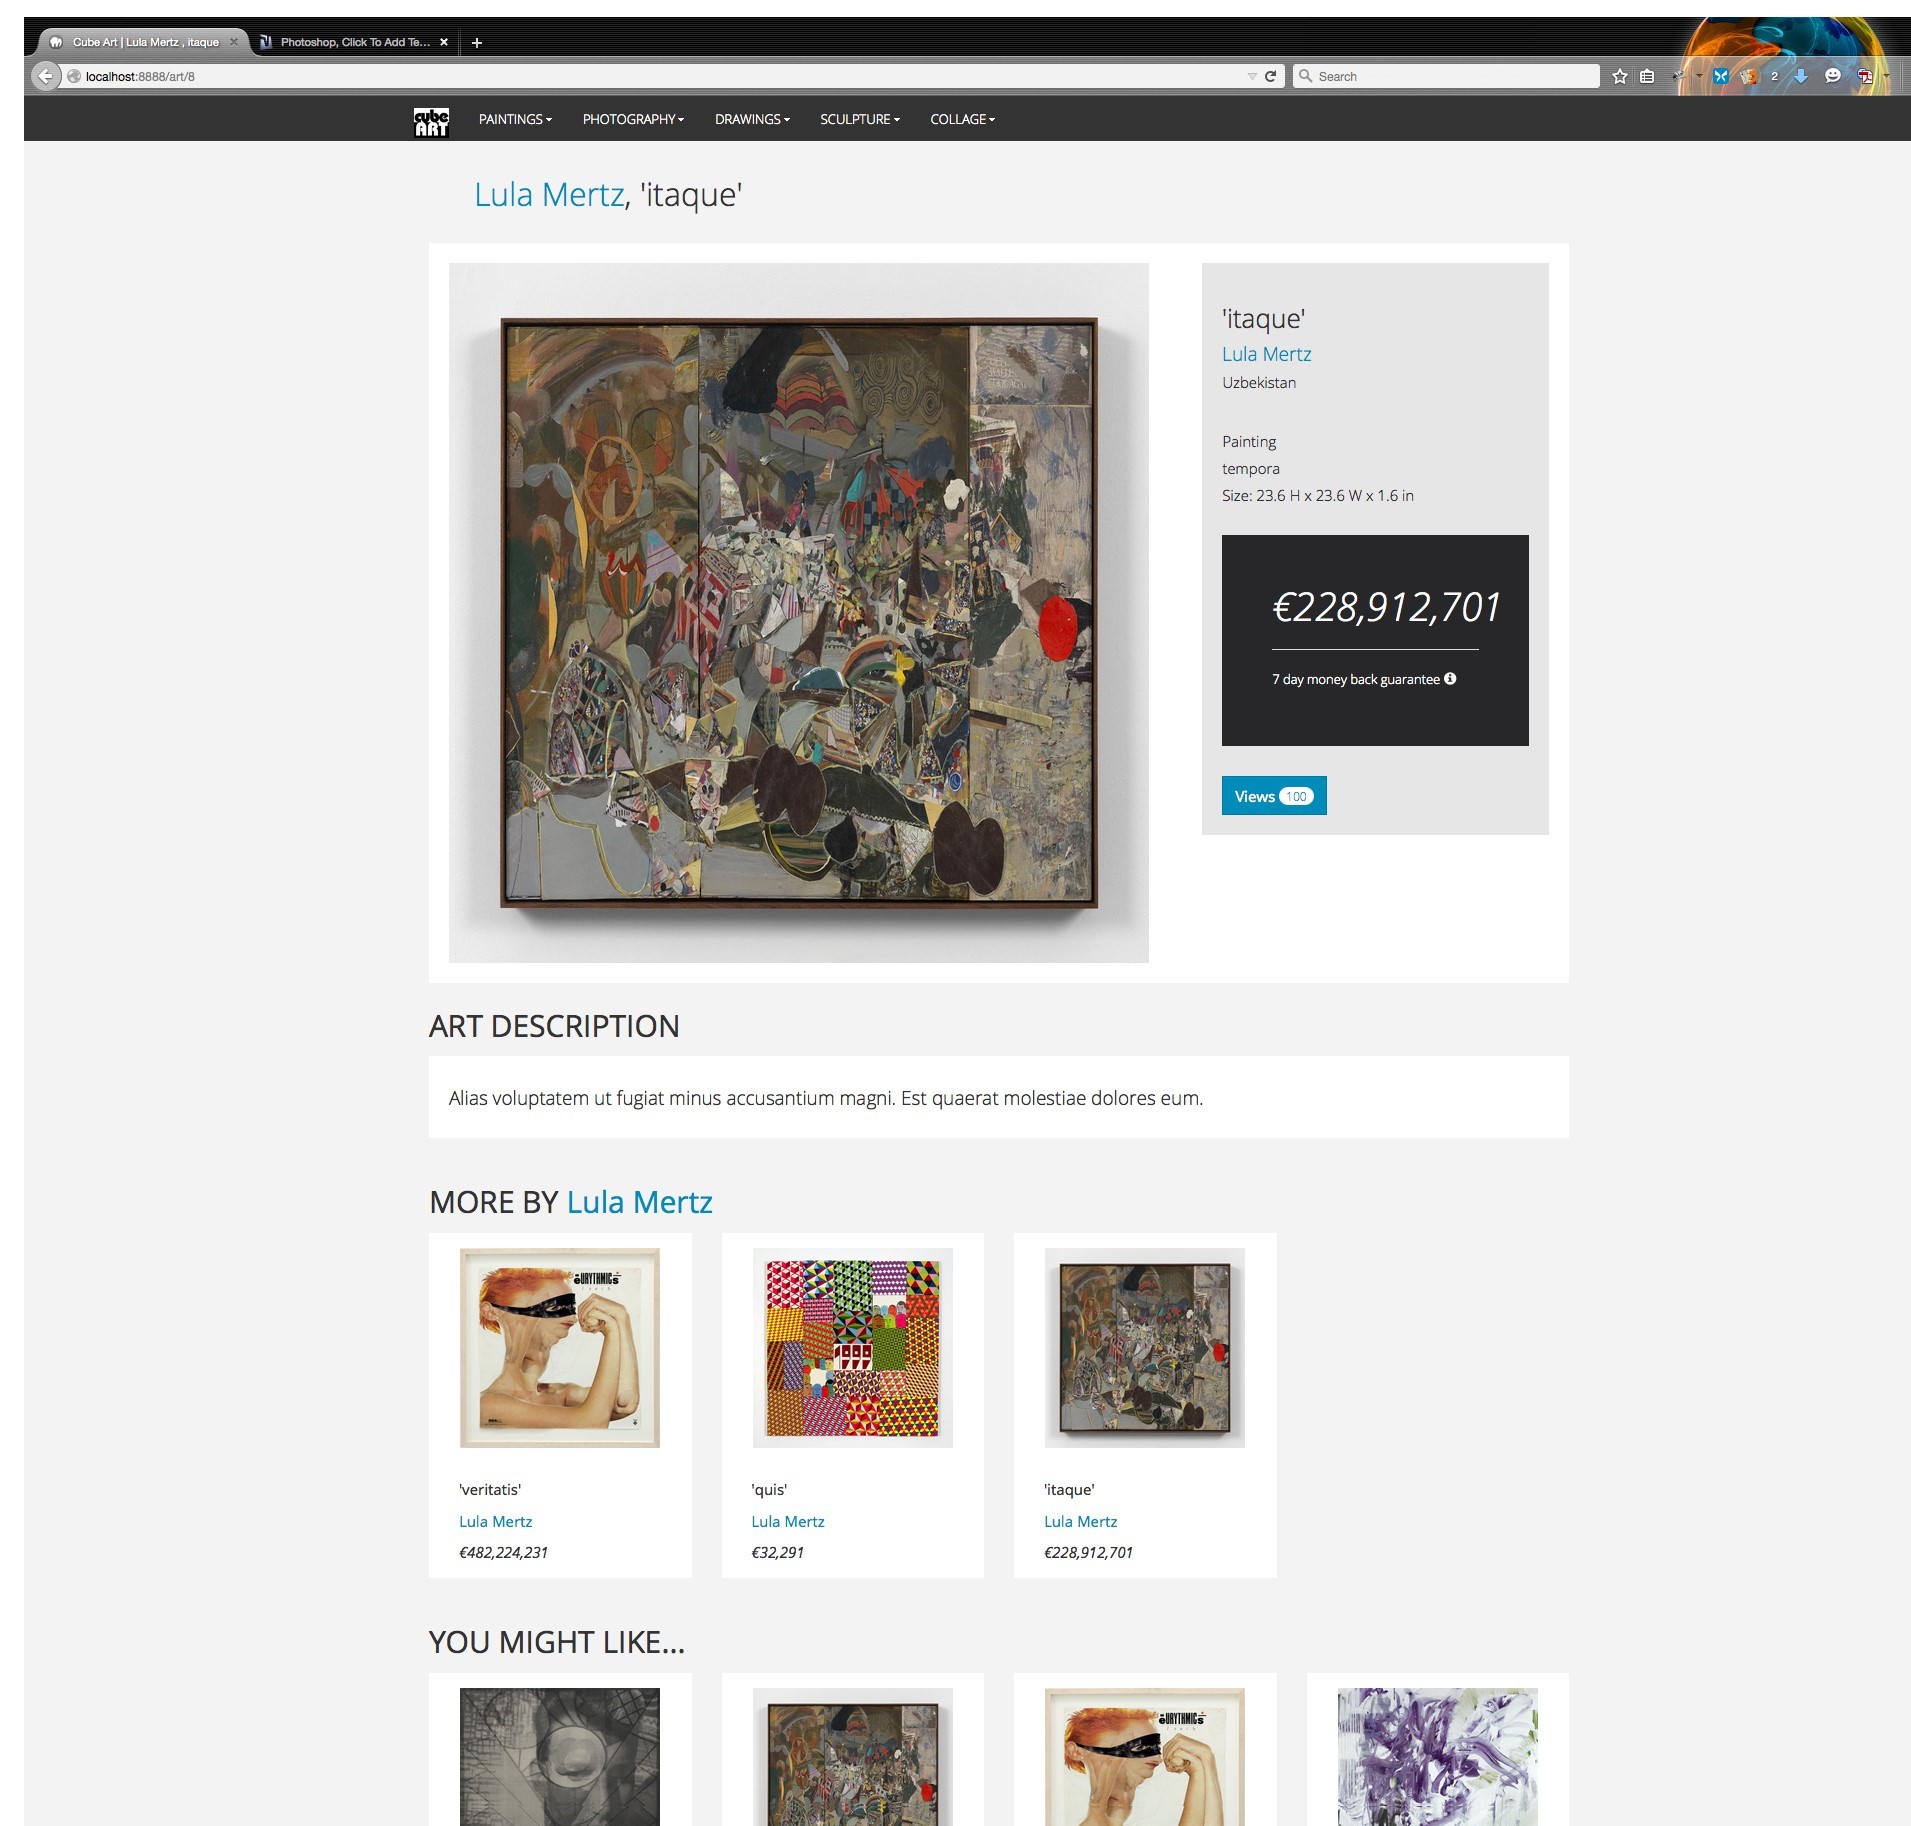 Cube Art | Lula Mertz , itaque
Photoshop, Click To Add Te...
localhost:8888/art/8
Search
2
cube
ART
PAINTINGS
PHOTOGRAPHY
DRAWINGS
SCULPTURE
COLLAGE
Lula Mertz, 'itaque'
'itaque'
Lula Mertz
Uzbekistan
Painting
tempora
Size: 23.6 H x 23.6 W x 1.6 in
€228,912,701
7 day money back guarantee
Views 100
ART DESCRIPTION
Alias voluptatem ut fugiat minus accusantium magni. Est quaerat molestiae dolores eum.
MORE BY Lula Mertz
EURYTHMICS
touch
'veritatis'
Lula Mertz
€482,224,231
'quis'
Lula Mertz
€32,291
'itaque'
Lula Mertz
€228,912,701
YOU MIGHT LIKE...
EURYTHMICS
touch